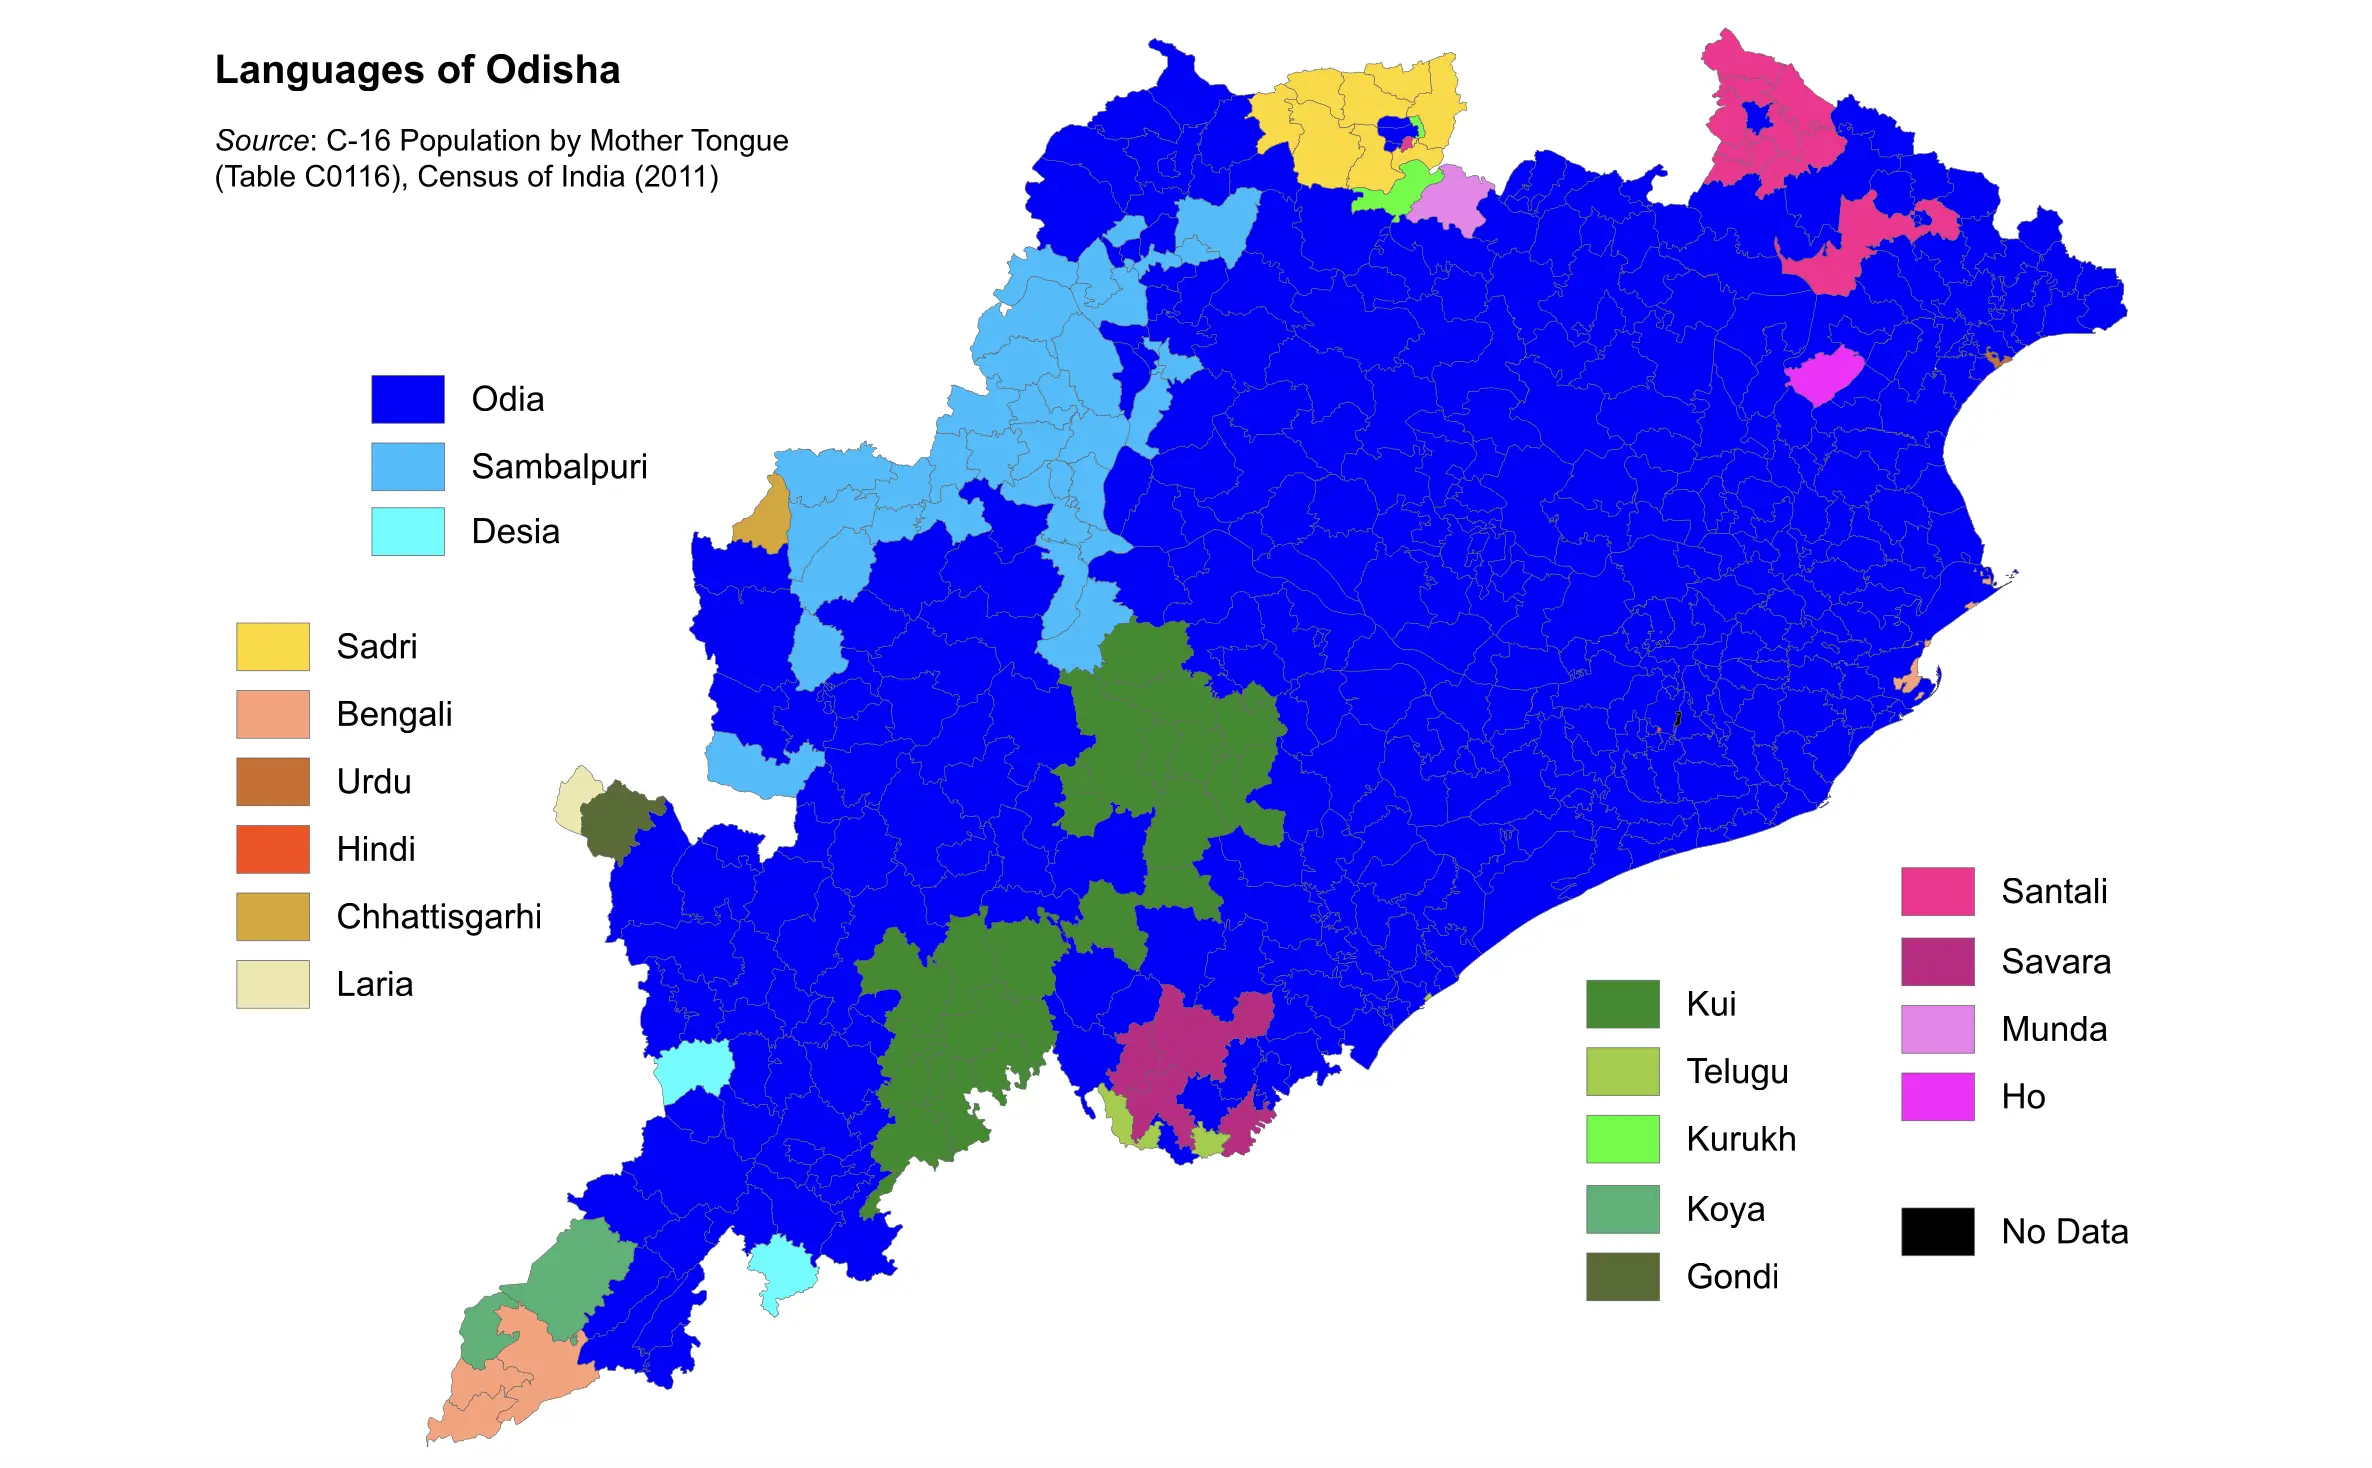 Languages of Odisha
Source: C-16 Population by Mother Tongue
(Table C0116), Census of India (2011)
Odia
Sambalpuri
Desia
Sadri
Bengali
Urdu
Hindi
Chhattisgarhi
Laria
Kui
Telugu
Kurukh
Koya
Gondi
Santali
Savara
Munda
Ho
No Data